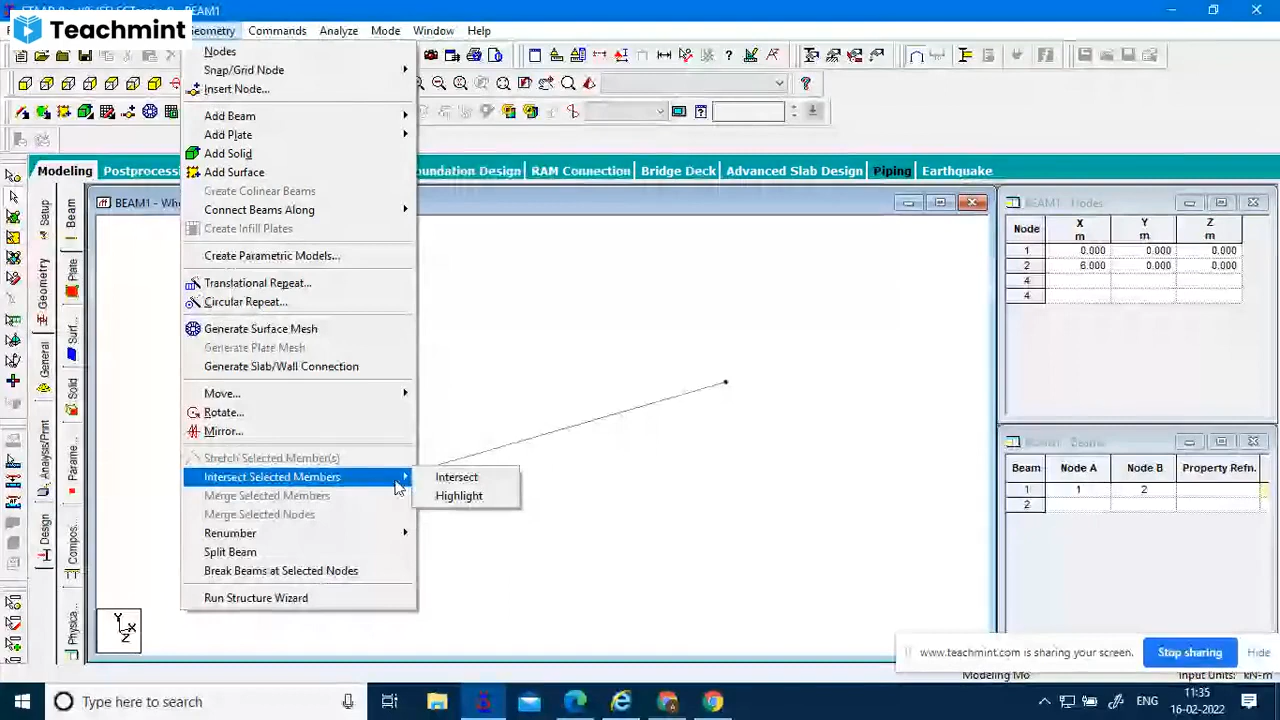 BEAM1
Teachmint
Geometry Commands Analyze Mode Window Help
Nodes
Snap/Grid Node
Insert Node...
Add Beam
Add Plate
Add Solid
Add Surface
Create Colinear Beams
Connect Beams Along
Create Infill Plates
Create Parametric Models...
Translational Repeat...
Circular Repeat...
Generate Surface Mesh
Generate Plate Mesh
Generate Slab/Wall Connection
Move...
Rotate...
Mirror...
Stretch Selected Member(s)
Intersect Selected Members
Merge Selected Members
Merge Selected Nodes
Renumber
Split Beam
Break Beams at Selected Nodes
Run Structure Wizard
Intersect
Highlight
Modeling Postprocessi oundation Design RAM Connection Bridge Deck Advanced Slab Design Piping Earthquake
Setup
Geometry
General
Analysis/Print
Design
Beam
Plate
Surf...
Solid
Parame...
Compos..
Physica...
BEAM1 - Who
Y
X
Z
BEAM1 Nodes
Node X m Y m Z m
1 0.000 0.000 0.000
2 6.000 0.000 0.000
4
4
BEAM1 Beams
Beam Node A Node B Property Refn.
1 1 2
2
www.teachmint.com is sharing your screen. Stop sharing Hide
Modeling Mo Input Units: kN-m
Type here to search
ENG
11:35
16-02-2022